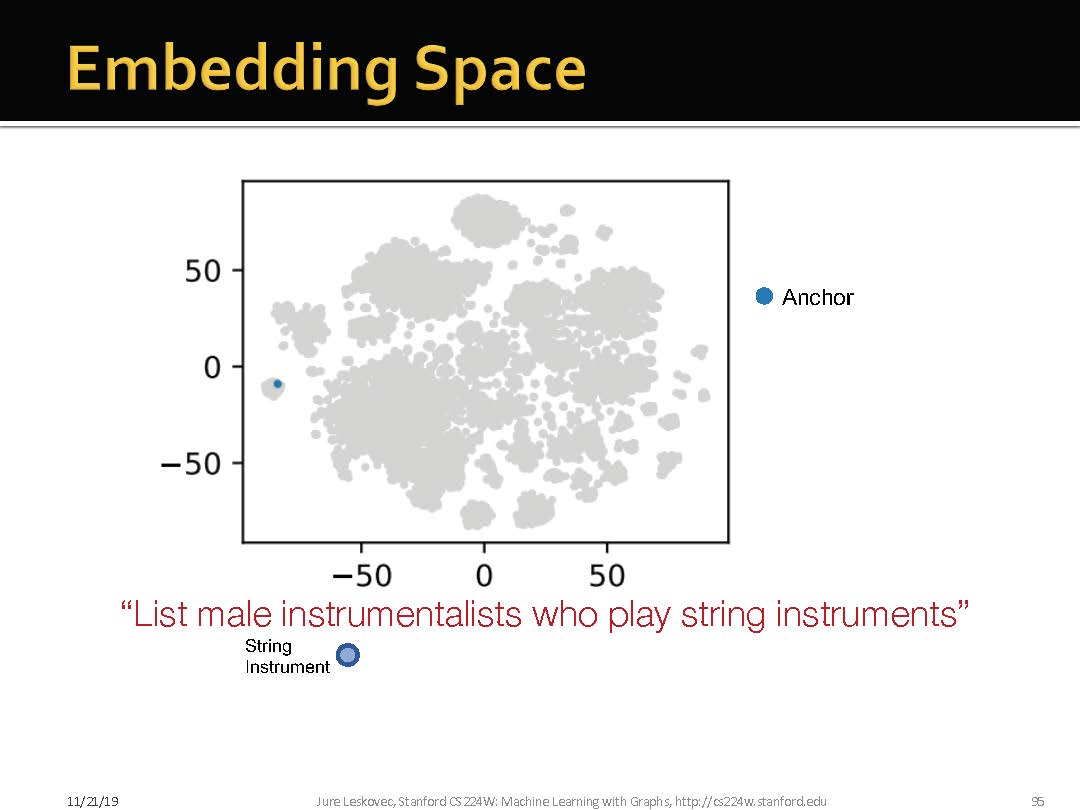 Embedding Space
50
0
−50
−50 0 50
Anchor
“List male instrumentalists who play string instruments”
String
Instrument
11/21/19
Jure Leskovec, Stanford CS224W: Machine Learning with Graphs, http://cs224w.stanford.edu
95